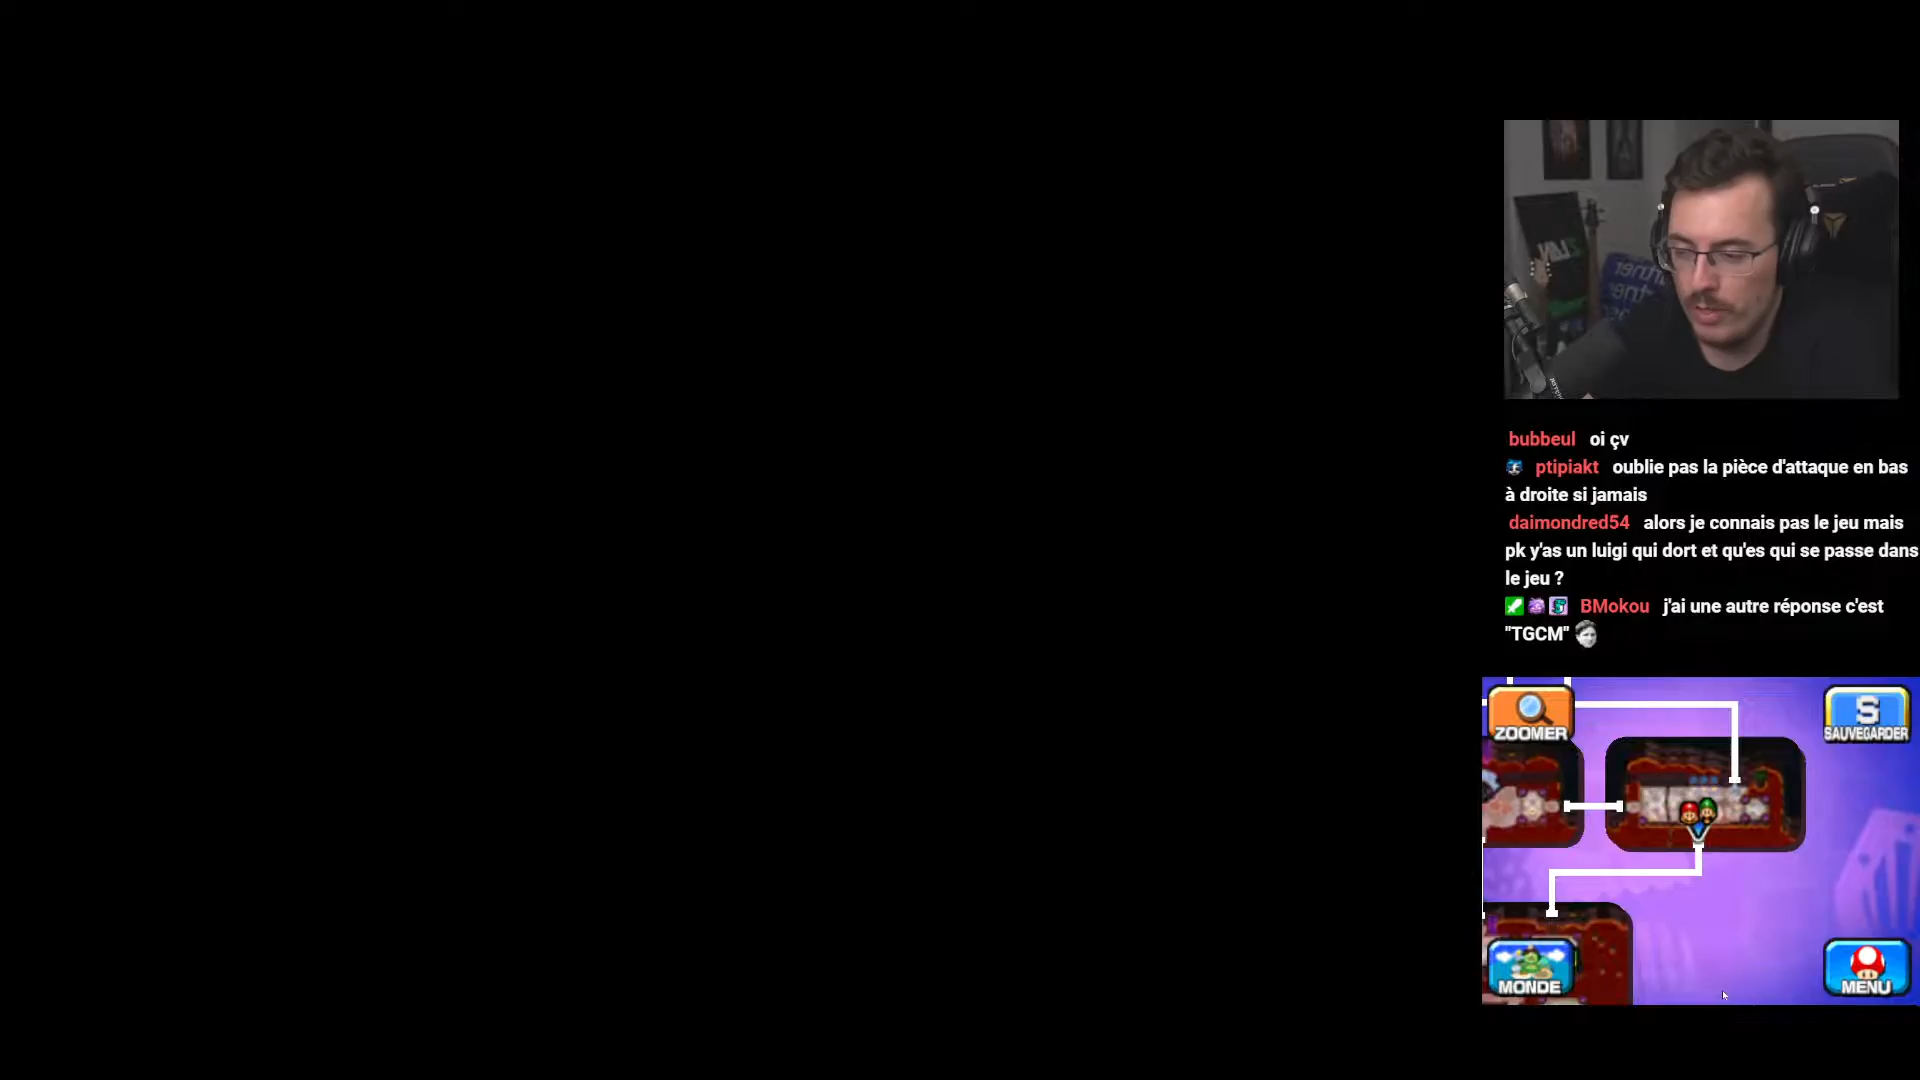 bubbeul oi çv
ptipiakt oublie pas la pièce d'attaque en bas
à droite si jamais
daimondred54 alors je connais pas le jeu mais
pk y'as un luigi qui dort et qu'es qui se passe dans
le jeu ?
BMokou j'ai une autre réponse c'est
"TGCM"
ZOOMER
S
SAUVEGARDER
MONDE
MENU